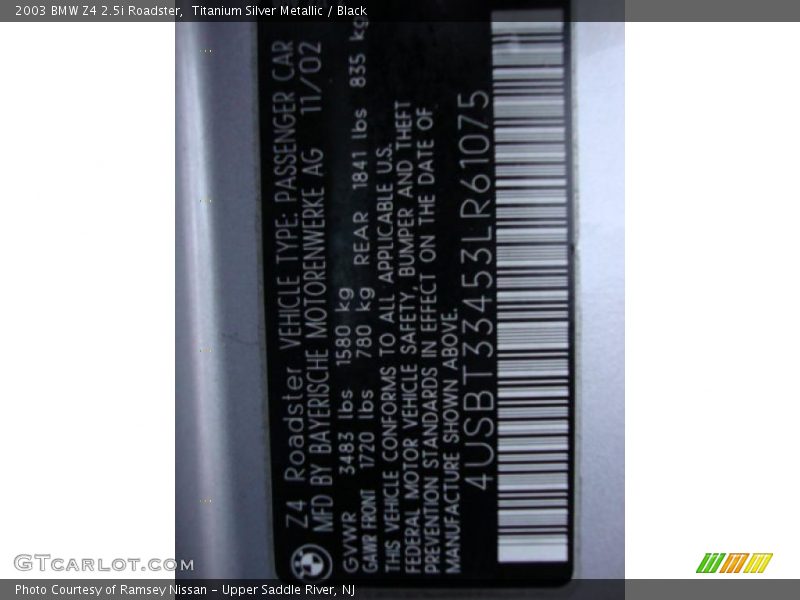 2003 BMW Z4 2.5i Roadster,  Titanium Silver Metallic / Black
Z4 Roadster VEHICLE TYPE: PASSENGER CAR
MFD BY BAYERISCHE MOTORENWERKE AG 11/02
GVWR 3483 lbs 1580 kg
GAWR FRONT 1720 lbs 780 kg REAR 1841 lbs 835 kg
THIS VEHICLE CONFORMS TO ALL APPLICABLE U.S.
FEDERAL MOTOR VEHICLE SAFETY, BUMPER AND THEFT
PREVENTION STANDARDS IN EFFECT ON THE DATE OF
MANUFACTURE SHOWN ABOVE.
4USBT33453LR61075
GTCarLot.com
Photo Courtesy of Ramsey Nissan - Upper Saddle River, NJ